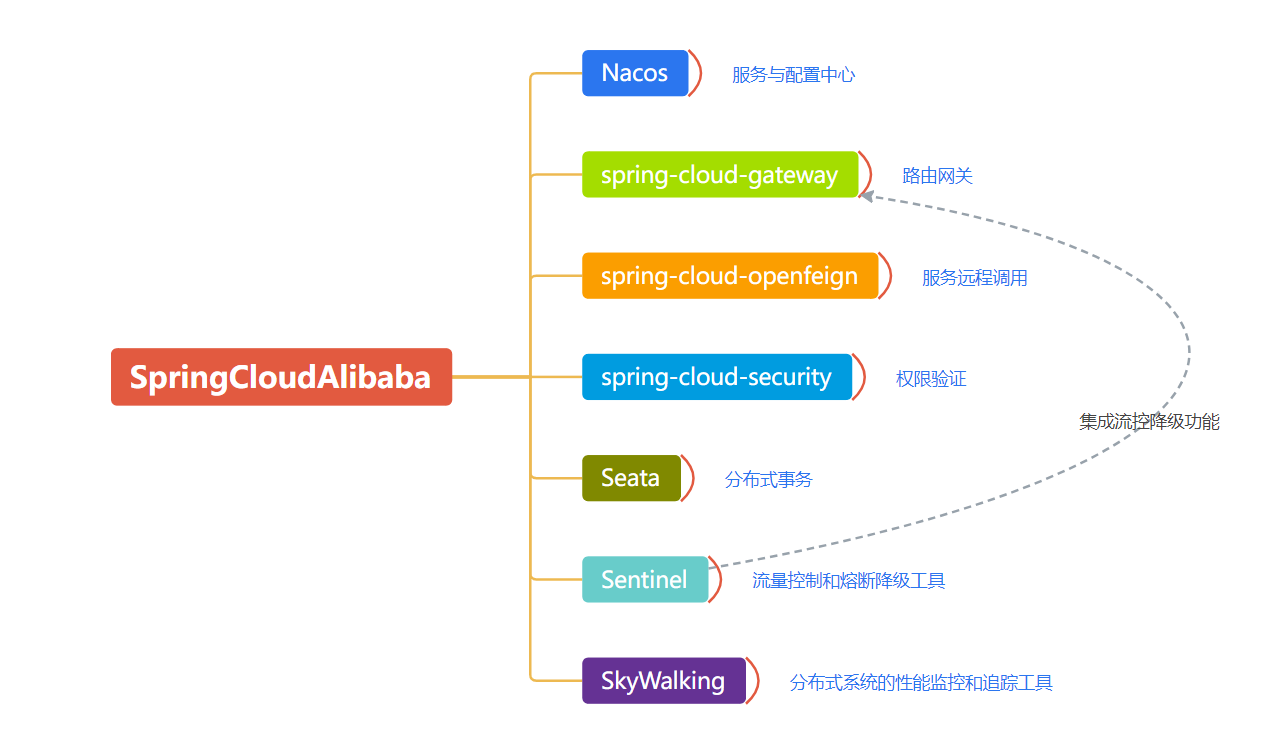 Nacos
服务与配置中心
spring-cloud-gateway
路由网关
spring-cloud-openfeign
服务远程调用
SpringCloudAlibaba
spring-cloud-security
权限验证
集成流控降级功能
Seata
分布式事务
Sentinel
流量控制和熔断降级工具
SkyWalking
分布式系统的性能监控和追踪工具